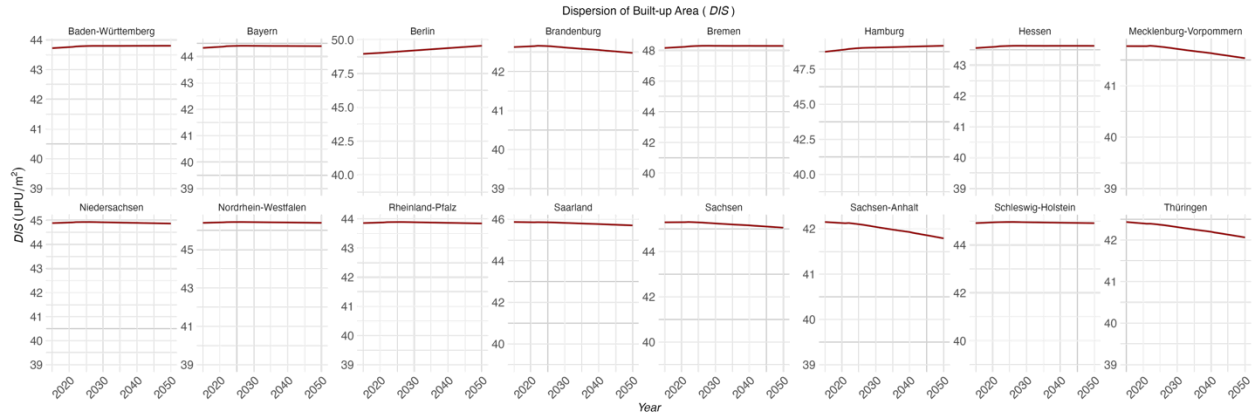 Dispersion of Built-up Area (DIS)
Baden-Württemberg Bayern Berlin Brandenburg Bremen Hamburg Hessen Mecklenburg-Vorpommern
44 43 42 41 40 39
44 43 42 41 40 39
50.0 47.5 45.0 42.5 40.0
42 41 40 39
48 46 44 42 40
47.5 45.0 42.5 40.0
43 42 41 40 39
41 40 39
DIS (UPU/m²)
Niedersachsen Nordrhein-Westfalen Rheinland-Pfalz Saarland Sachsen Sachsen-Anhalt Schleswig-Holstein Thüringen
45 44 43 42 41 40 39
45 43 41 39
44 43 42 41 40 39
46 44 42 40
44 42 40
42 41 40 39
44 42 40
42 41 40 39
2020 2030 2040 2050 2020 2030 2040 2050 2020 2030 2040 2050 2020 2030 2040 2050 2020 2030 2040 2050 2020 2030 2040 2050 2020 2030 2040 2050 2020 2030 2040 2050
Year